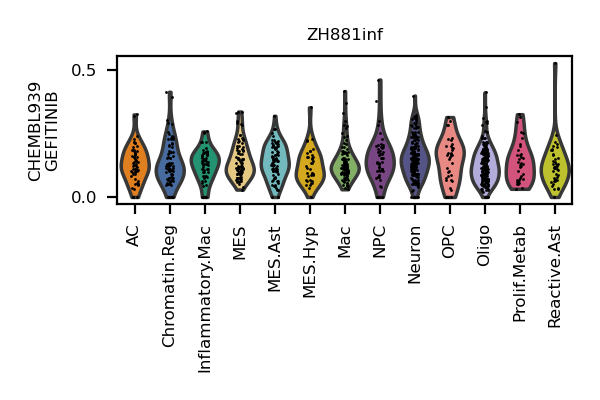 ZH881inf
CHEMBL939
GEFITINIB
0.5
0.0
AC
Chromatin.Reg
Inflammatory.Mac
MES
MES.Ast
MES.Hyp
Mac
NPC
Neuron
OPC
Oligo
Prolif.Metab
Reactive.Ast